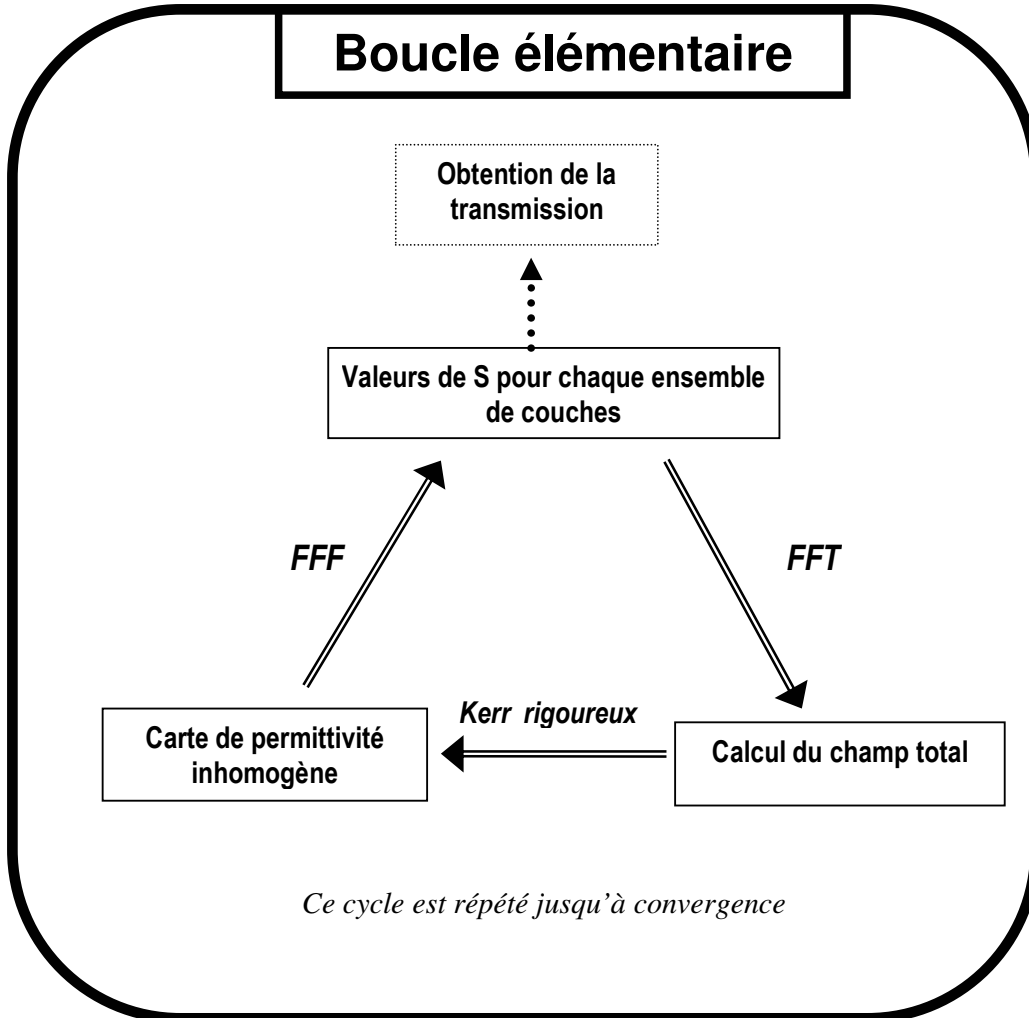 Boucle élémentaire
Obtention de la
transmission
Valeurs de S pour chaque ensemble
de couches
FFF
FFT
Kerr rigoureux
Carte de permittivité
inhomogène
Calcul du champ total
Ce cycle est répété jusqu'à convergence